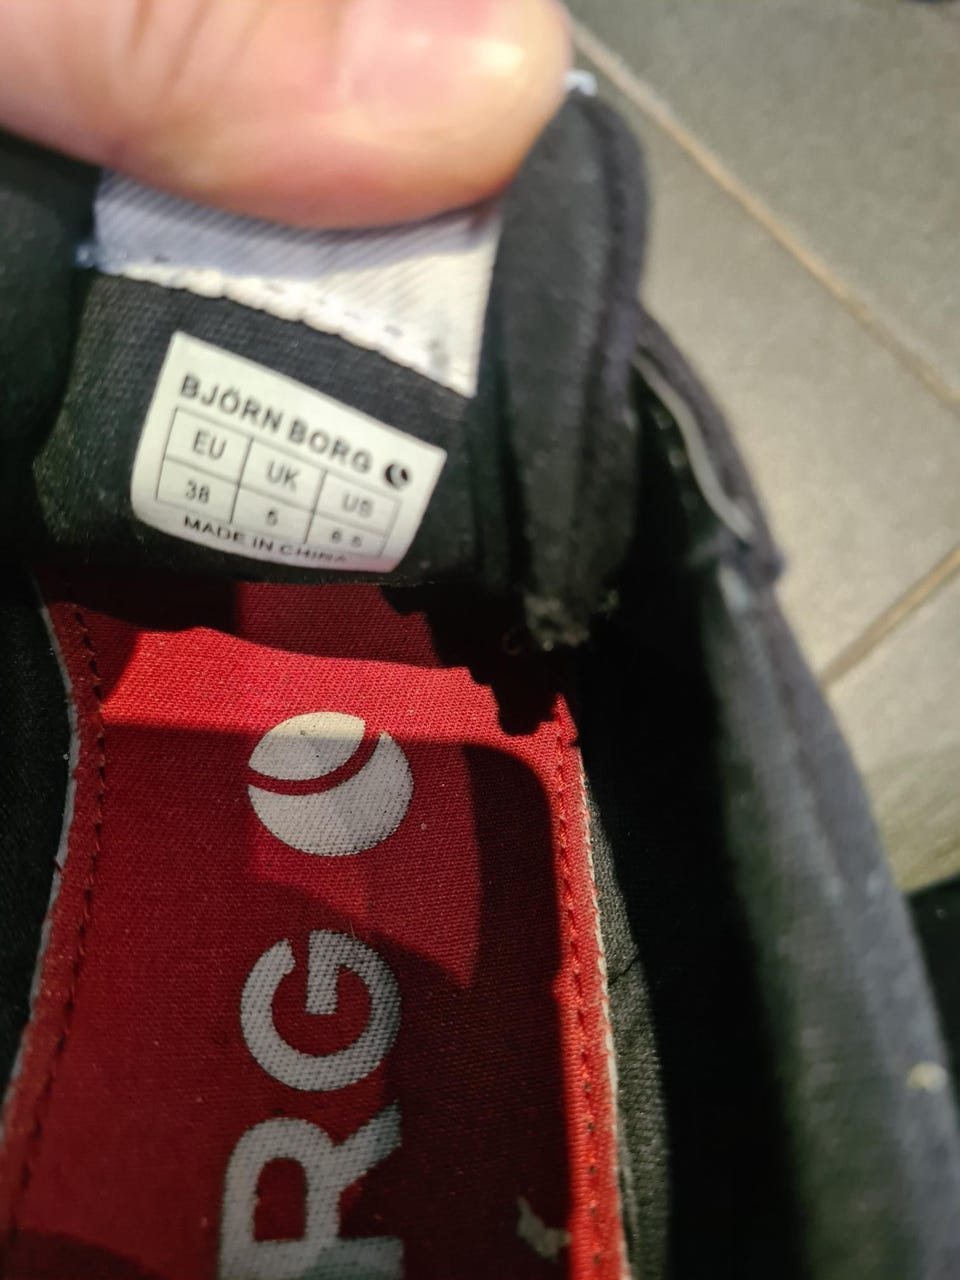 BJÖRN BORG
EU UK US
38 5 6.5
MADE IN CHINA
RG